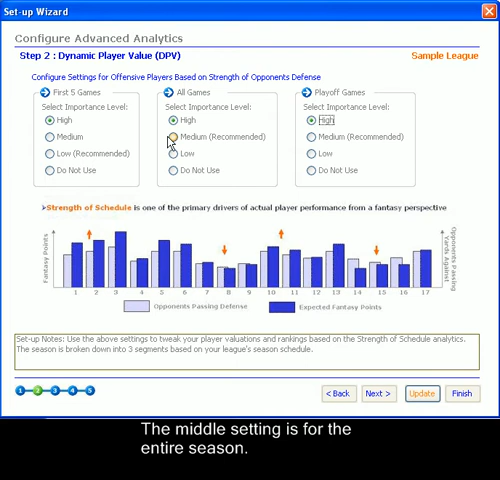 Set-up Wizard
Configure Advanced Analytics
Step 2 : Dynamic Player Value (DPV)
Sample League
Configure Settings for Offensive Players Based on Strength of Opponents Defense
First 5 Games
Select Importance Level:
High
Medium
Low (Recommended)
Do Not Use
All Games
Select Importance Level:
High
Medium (Recommended)
Low
Do Not Use
Playoff Games
Select Importance Level:
High
Medium (Recommended)
Low
Do Not Use
➤Strength of Schedule is one of the primary drivers of actual player performance from a fantasy perspective
Fantasy Points
Opponents Passing
Yards Against
1 2 3 4 5 6 7 8 9 10 11 12 13 14 15 16 17
Opponents Passing Defense
Expected Fantasy Points
Set-up Notes: Use the above settings to tweak your player valuations and rankings based on the Strength of Schedule analytics.
The season is broken down into 3 segments based on your league's season schedule.
1 2 3 4 5
< Back
Next >
Update
Finish
The middle setting is for the
entire season.